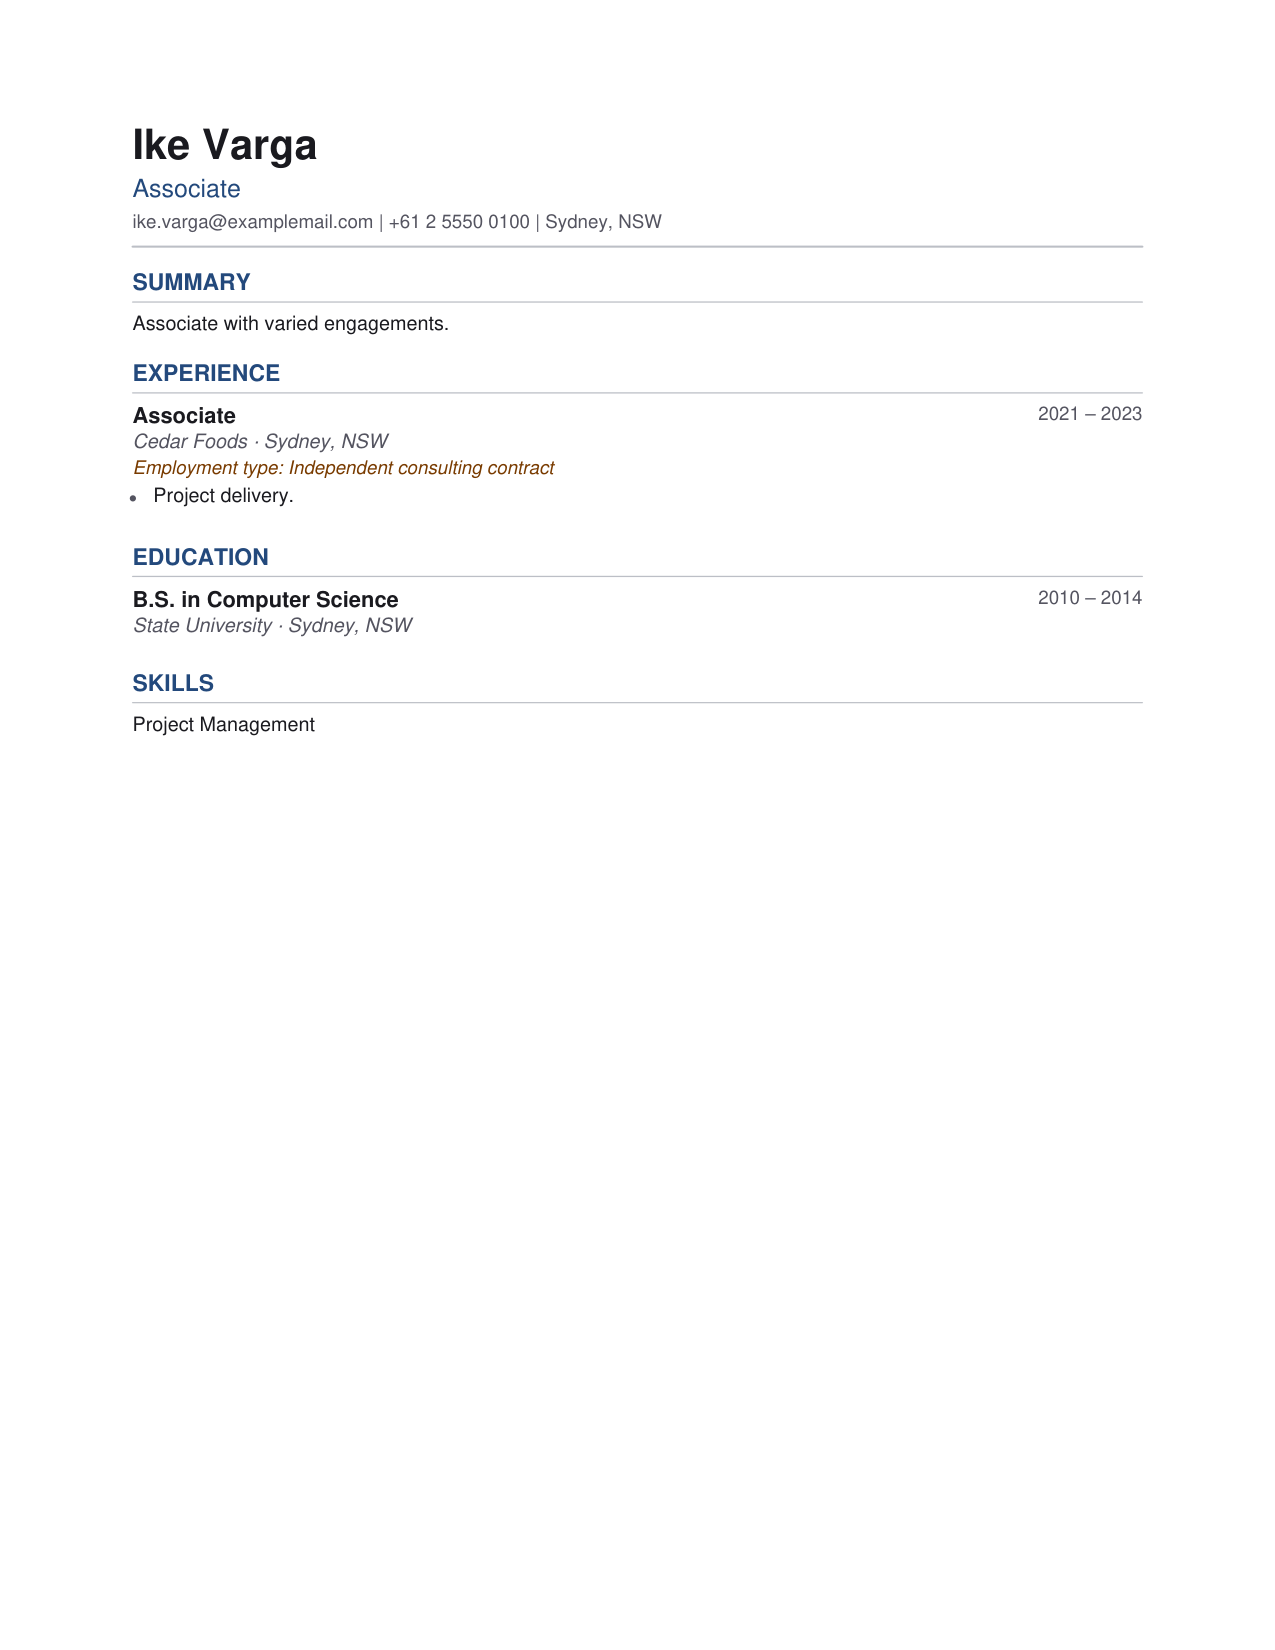 Ike Varga
Associate
ike.varga@examplemail.com | +61 2 5550 0100 | Sydney, NSW
SUMMARY
Associate with varied engagements.
EXPERIENCE
Associate 2021 – 2023
Cedar Foods · Sydney, NSW
Employment type: Independent consulting contract
• Project delivery.
EDUCATION
B.S. in Computer Science 2010 – 2014
State University · Sydney, NSW
SKILLS
Project Management